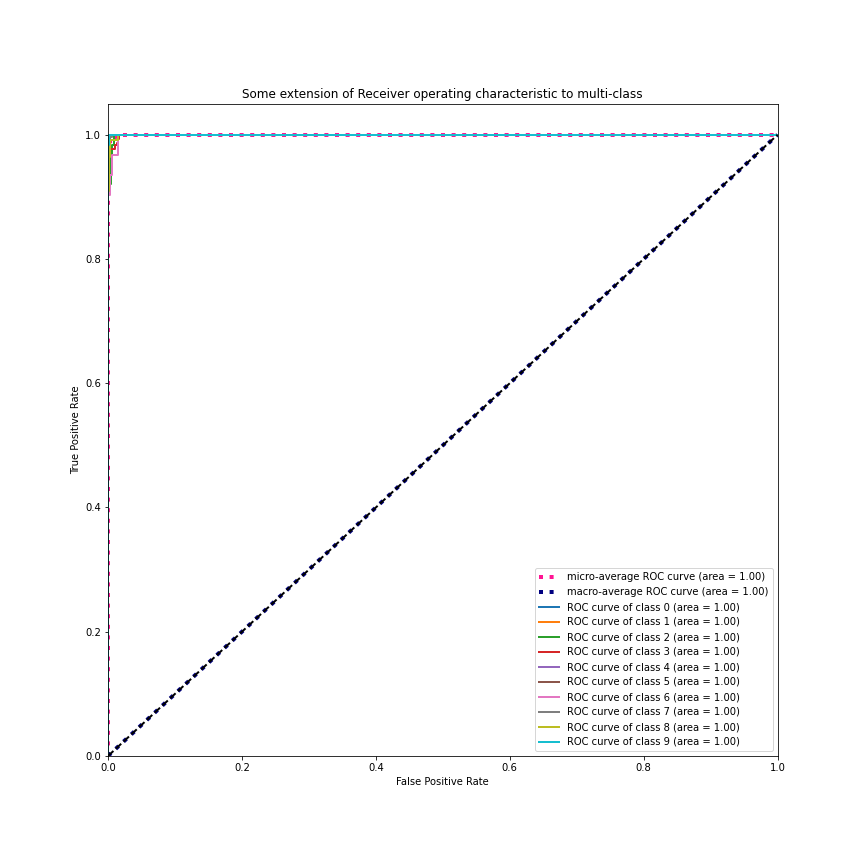 Some extension of Receiver operating characteristic to multi-class
1.0
0.8
0.6
0.4
0.2
0.0
True Positive Rate
micro-average ROC curve (area = 1.00)
macro-average ROC curve (area = 1.00)
ROC curve of class 0 (area = 1.00)
ROC curve of class 1 (area = 1.00)
ROC curve of class 2 (area = 1.00)
ROC curve of class 3 (area = 1.00)
ROC curve of class 4 (area = 1.00)
ROC curve of class 5 (area = 1.00)
ROC curve of class 6 (area = 1.00)
ROC curve of class 7 (area = 1.00)
ROC curve of class 8 (area = 1.00)
ROC curve of class 9 (area = 1.00)
0.0 0.2 0.4 0.6 0.8 1.0
False Positive Rate